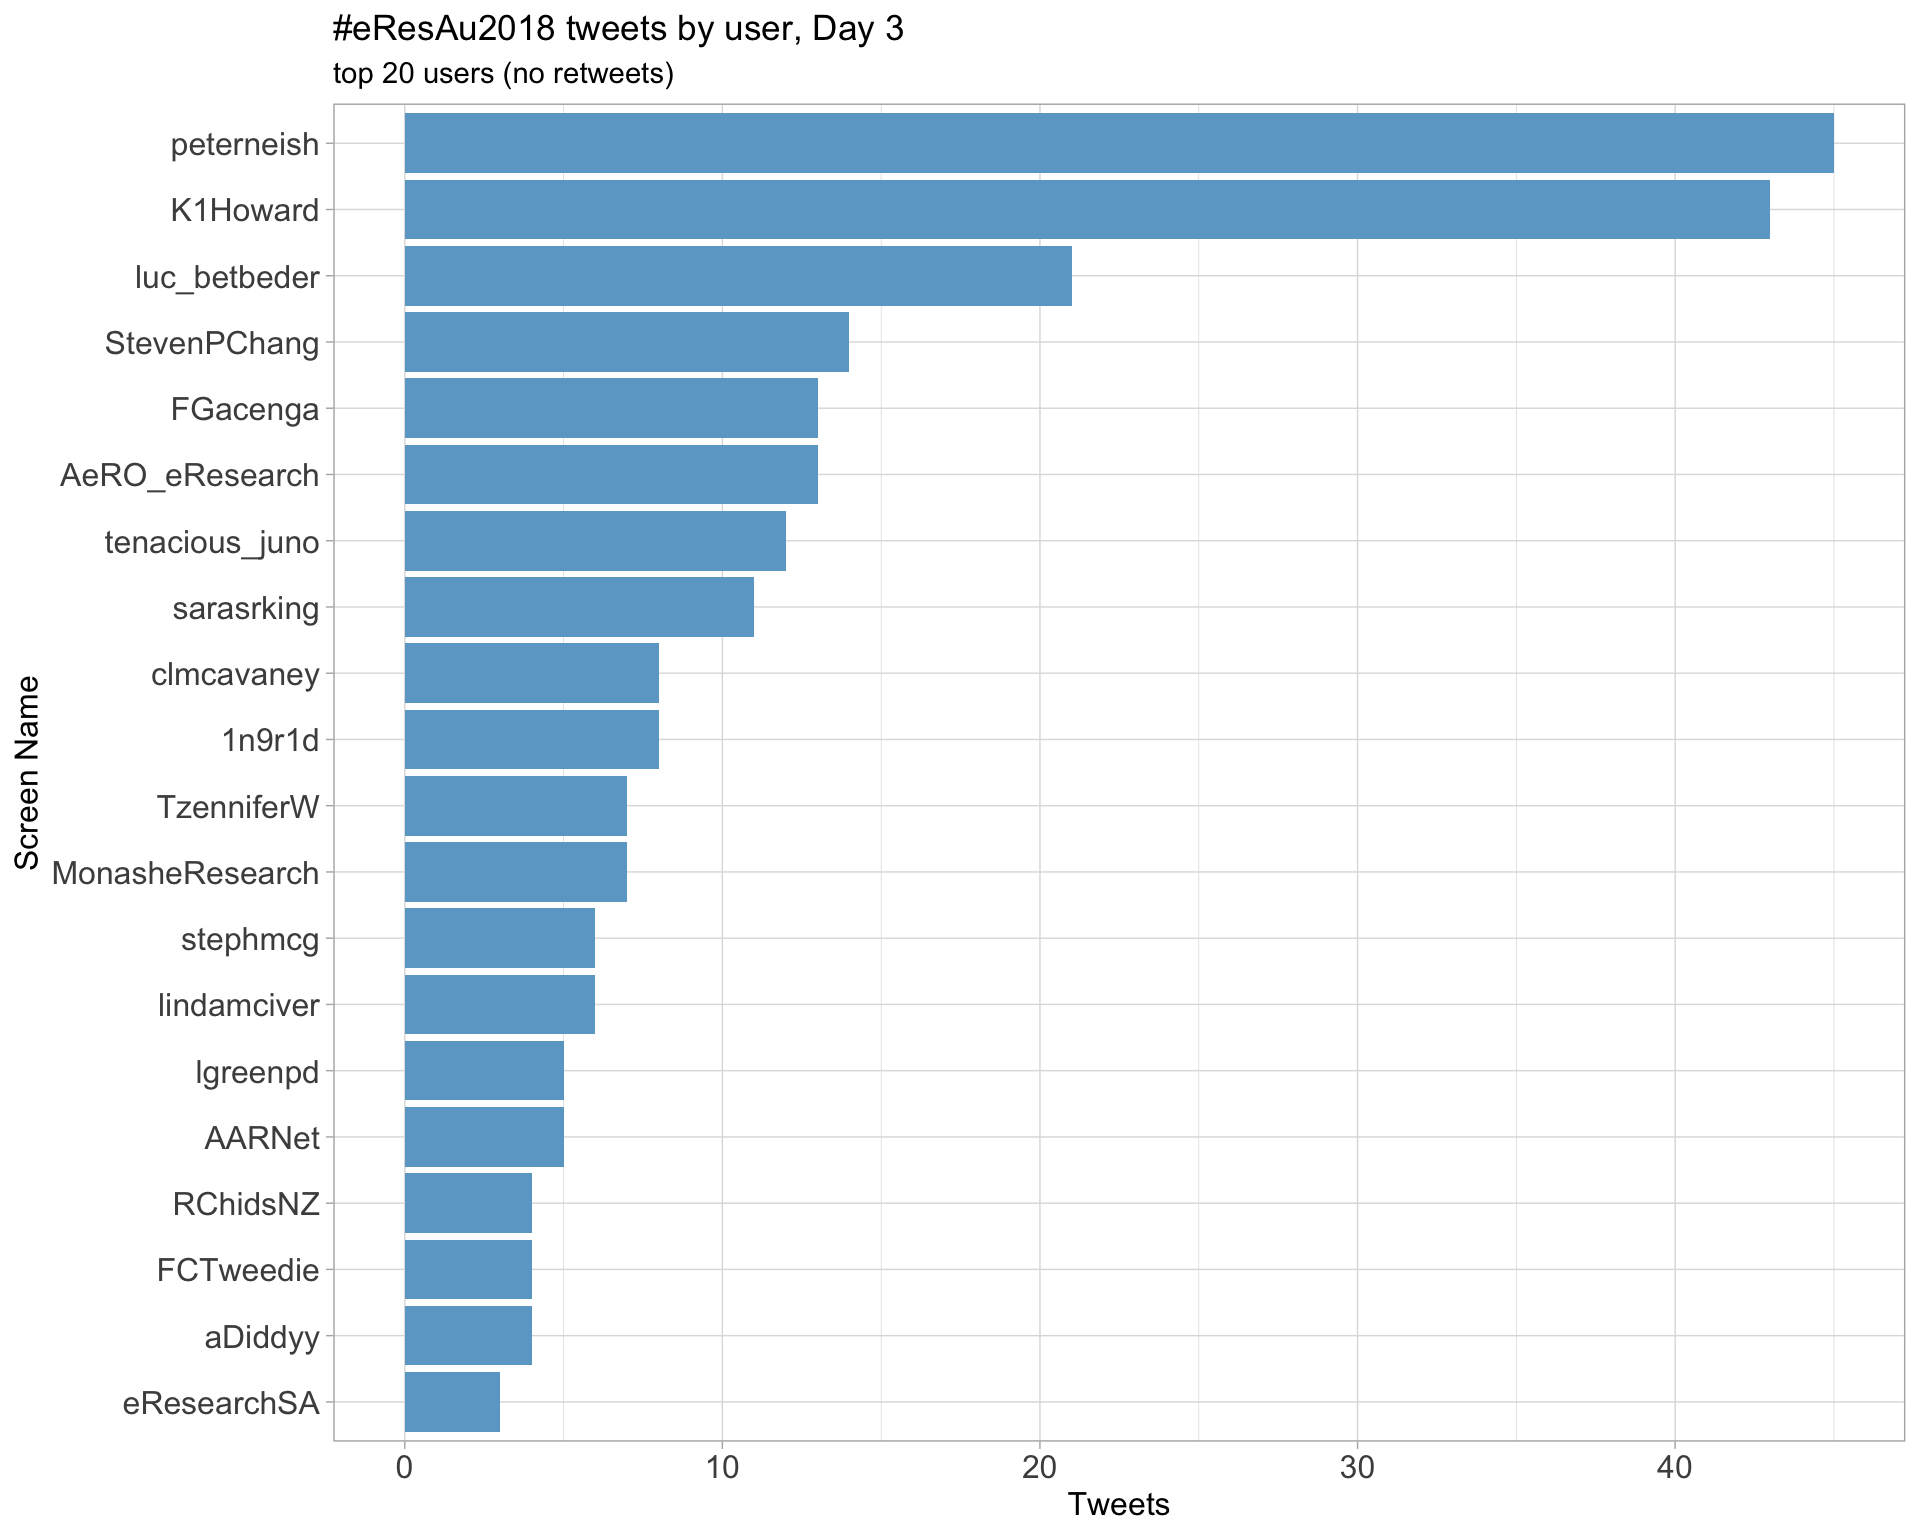 #eResAu2018 tweets by user, Day 3
top 20 users (no retweets)
Screen Name
peterneish
K1Howard
luc_betbeder
StevenPChang
FGacenga
AeRO_eResearch
tenacious_juno
sarasrking
clmcavaney
1n9r1d
TzenniferW
MonasheResearch
stephmcg
lindamciver
lgreenpd
AARNet
RChidsNZ
FCTweedie
aDiddyy
eResearchSA
0 10 20 30 40
Tweets